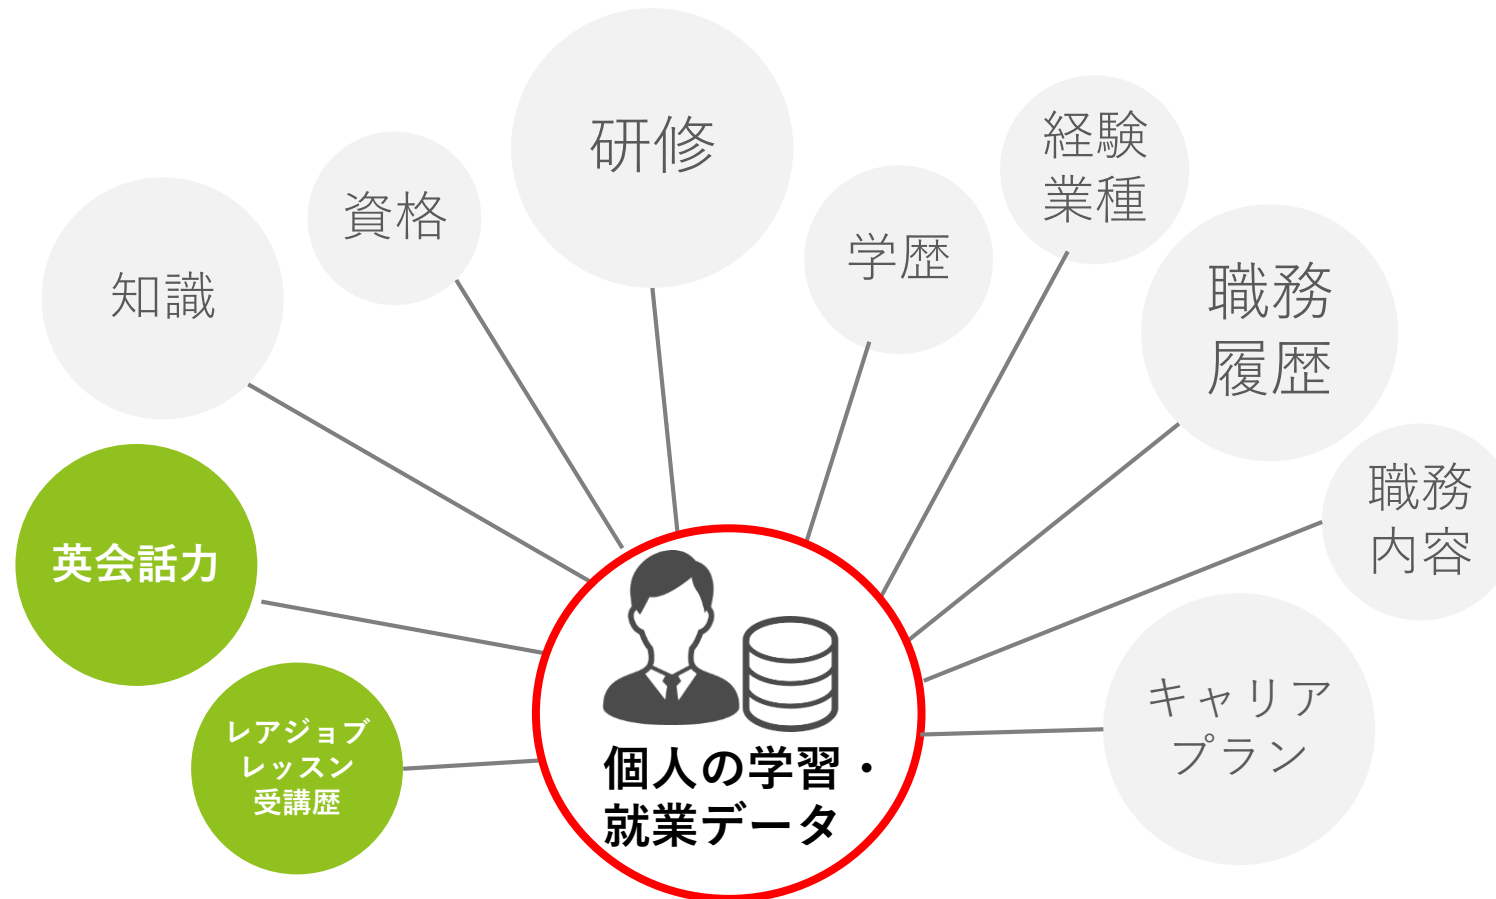 研修
経験
業種
資格
学歴
知識
職務
履歴
職務
内容
英会話力
キャリア
プラン
レアジョブ
レッスン
受講歴
個人の学習・
就業データ